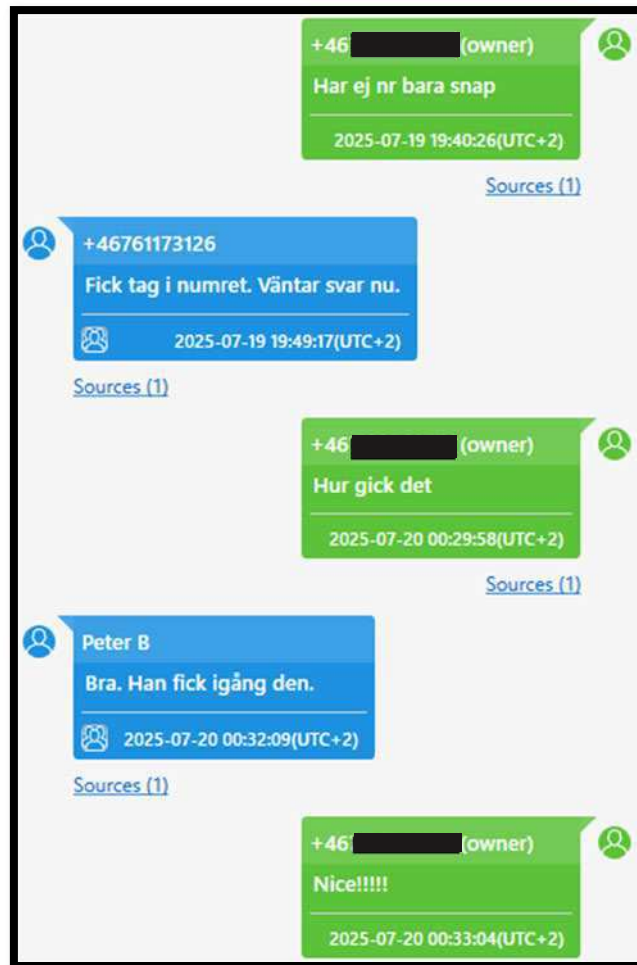 +46 (owner)
Har ej nr bara snap
2025-07-19 19:40:26(UTC+2)
Sources (1)
+46761173126
Fick tag i numret. Väntar svar nu.
2025-07-19 19:49:17(UTC+2)
Sources (1)
+46 (owner)
Hur gick det
2025-07-20 00:29:58(UTC+2)
Sources (1)
Peter B
Bra. Han fick igång den.
2025-07-20 00:32:09(UTC+2)
Sources (1)
+46 (owner)
Nice!!!!!
2025-07-20 00:33:04(UTC+2)